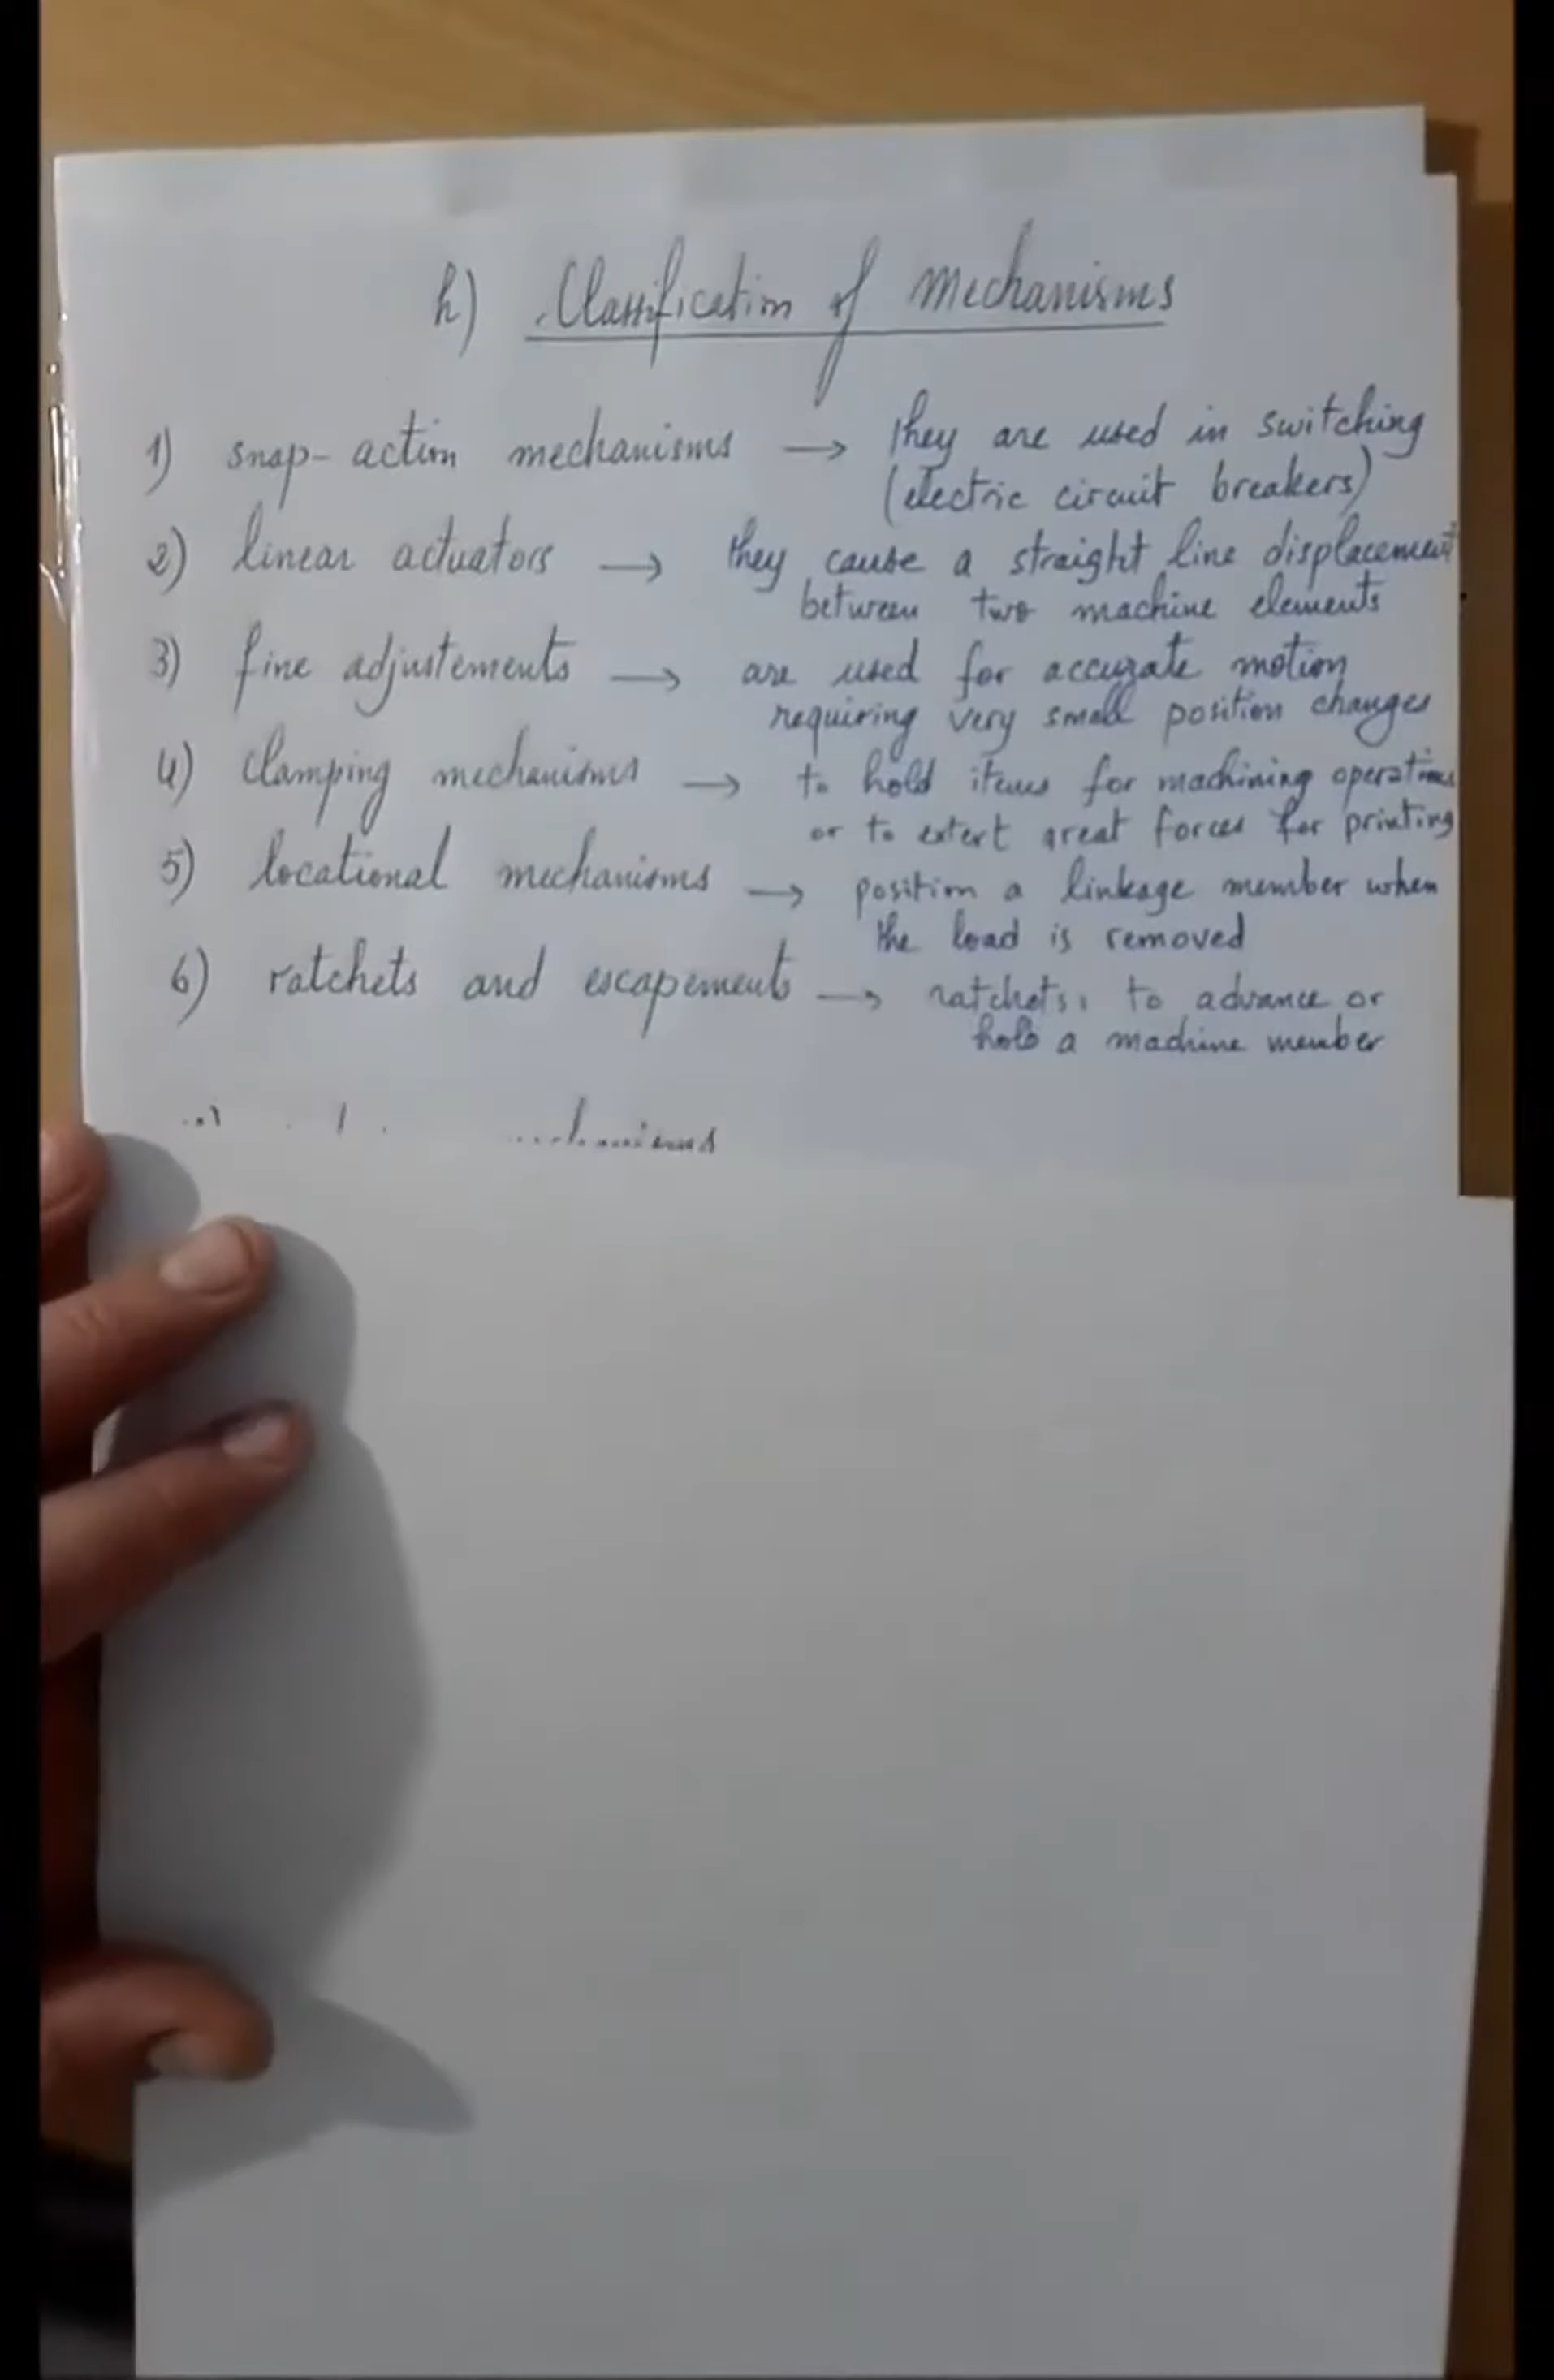 h) Classification of mechanisms
1) snap-action mechanisms → they are used in switching
(electric circuit breakers)
2) linear actuators → they cause a straight line displacement
between two machine elements
3) fine adjustements → are used for accurate motion
requiring very small position changes
4) clamping mechanisms → to hold items for machining operations
or to extert great forces for printing
5) locational mechanisms → position a linkage member when
the load is removed
6) ratchets and escapements → ratchets: to advance or
hold a machine member